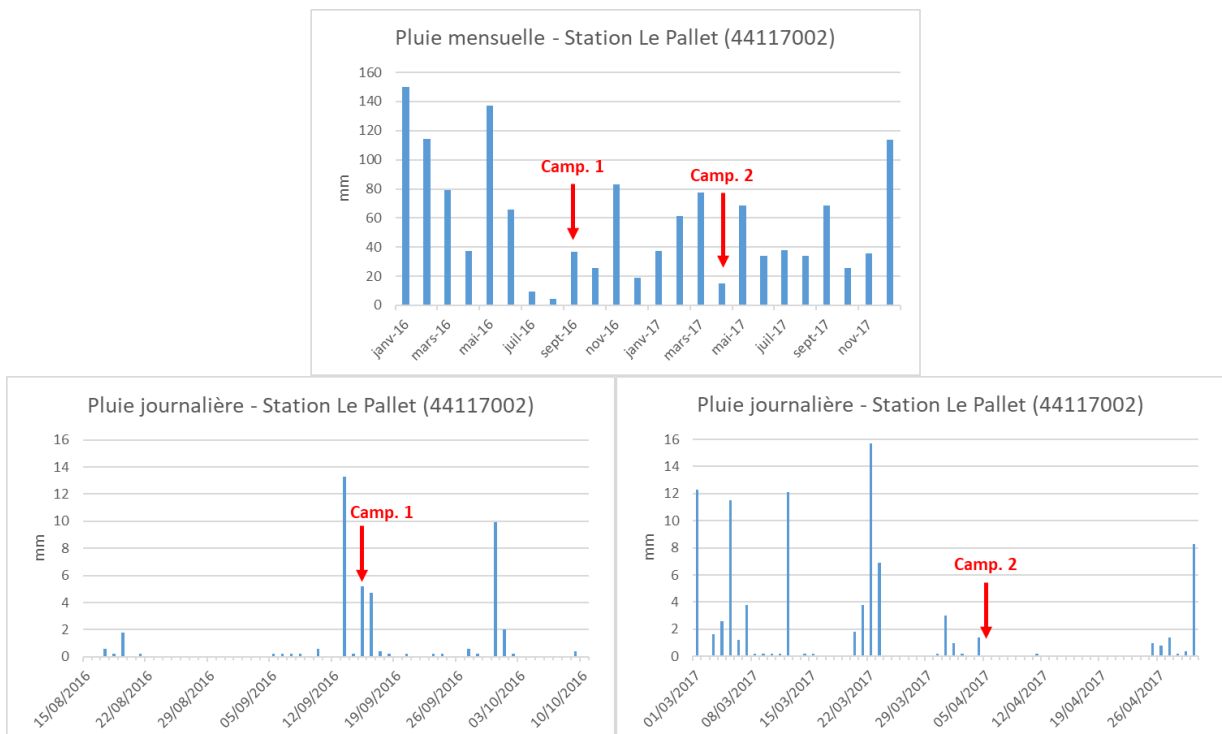 Pluie mensuelle - Station Le Pallet (44117002)
160
140
120
100
80
60
40
20
0
mm
Camp. 1
Camp. 2
janv-16
mars-16
mai-16
juil-16
sept-16
nov-16
janv-17
mars-17
mai-17
juil-17
sept-17
nov-17
Pluie journalière - Station Le Pallet (44117002)
16
14
12
10
8
6
4
2
0
mm
Camp. 1
15/08/2016
22/08/2016
29/08/2016
05/09/2016
12/09/2016
19/09/2016
26/09/2016
03/10/2016
10/10/2016
Pluie journalière - Station Le Pallet (44117002)
16
14
12
10
8
6
4
2
0
mm
Camp. 2
01/03/2017
08/03/2017
15/03/2017
22/03/2017
29/03/2017
05/04/2017
12/04/2017
19/04/2017
26/04/2017